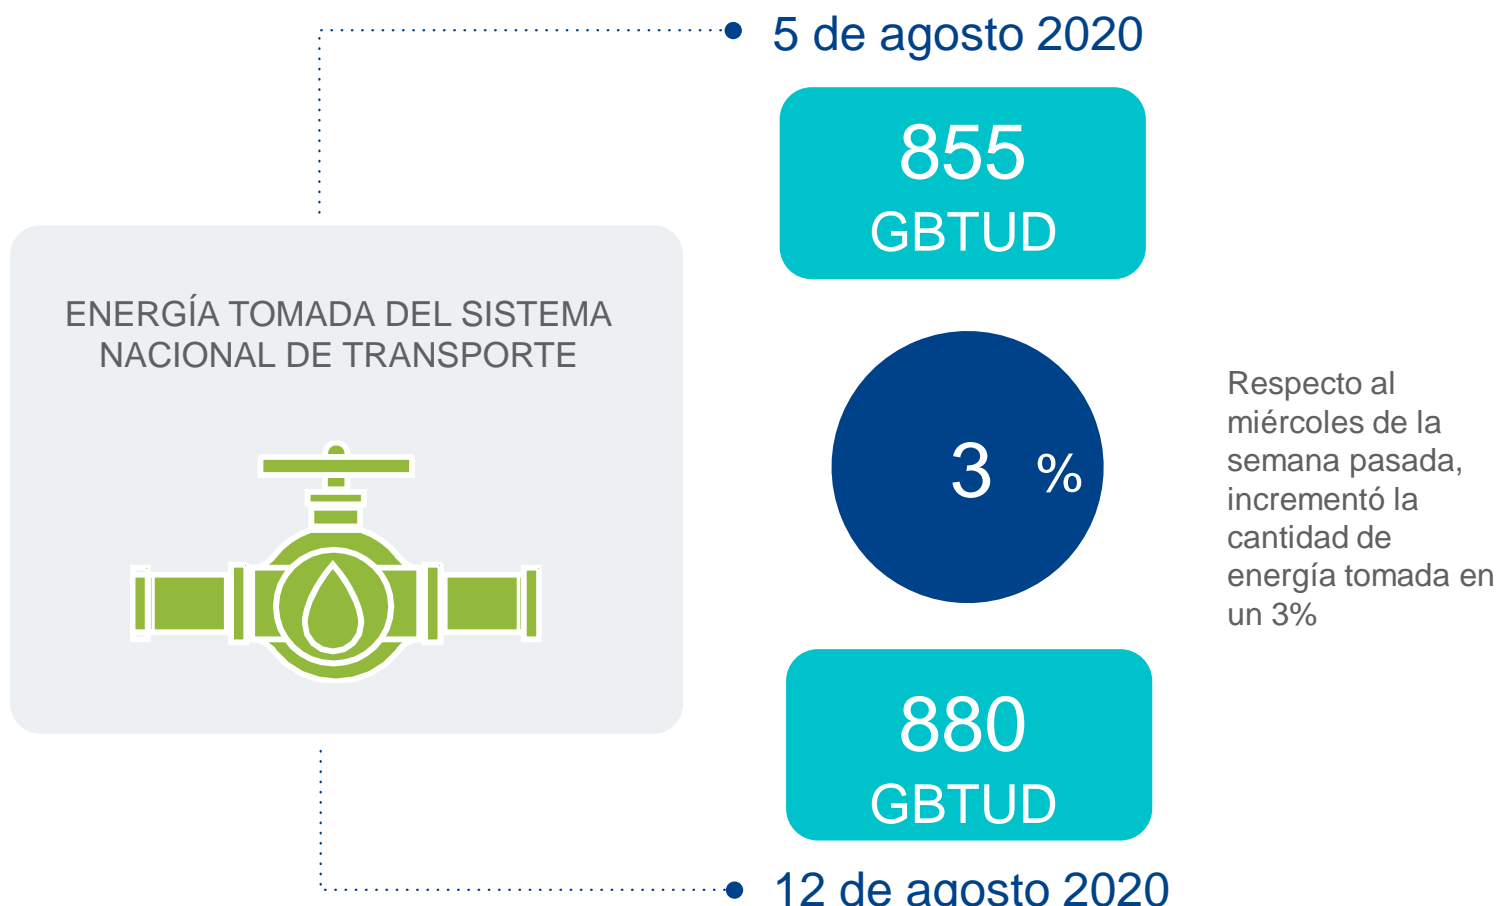 5 de agosto 2020
855
GBTUD
ENERGÍA TOMADA DEL SISTEMA
NACIONAL DE TRANSPORTE
3 %
Respecto al
miércoles de la
semana pasada,
incrementó la
cantidad de
energía tomada en
un 3%
880
GBTUD
12 de agosto 2020